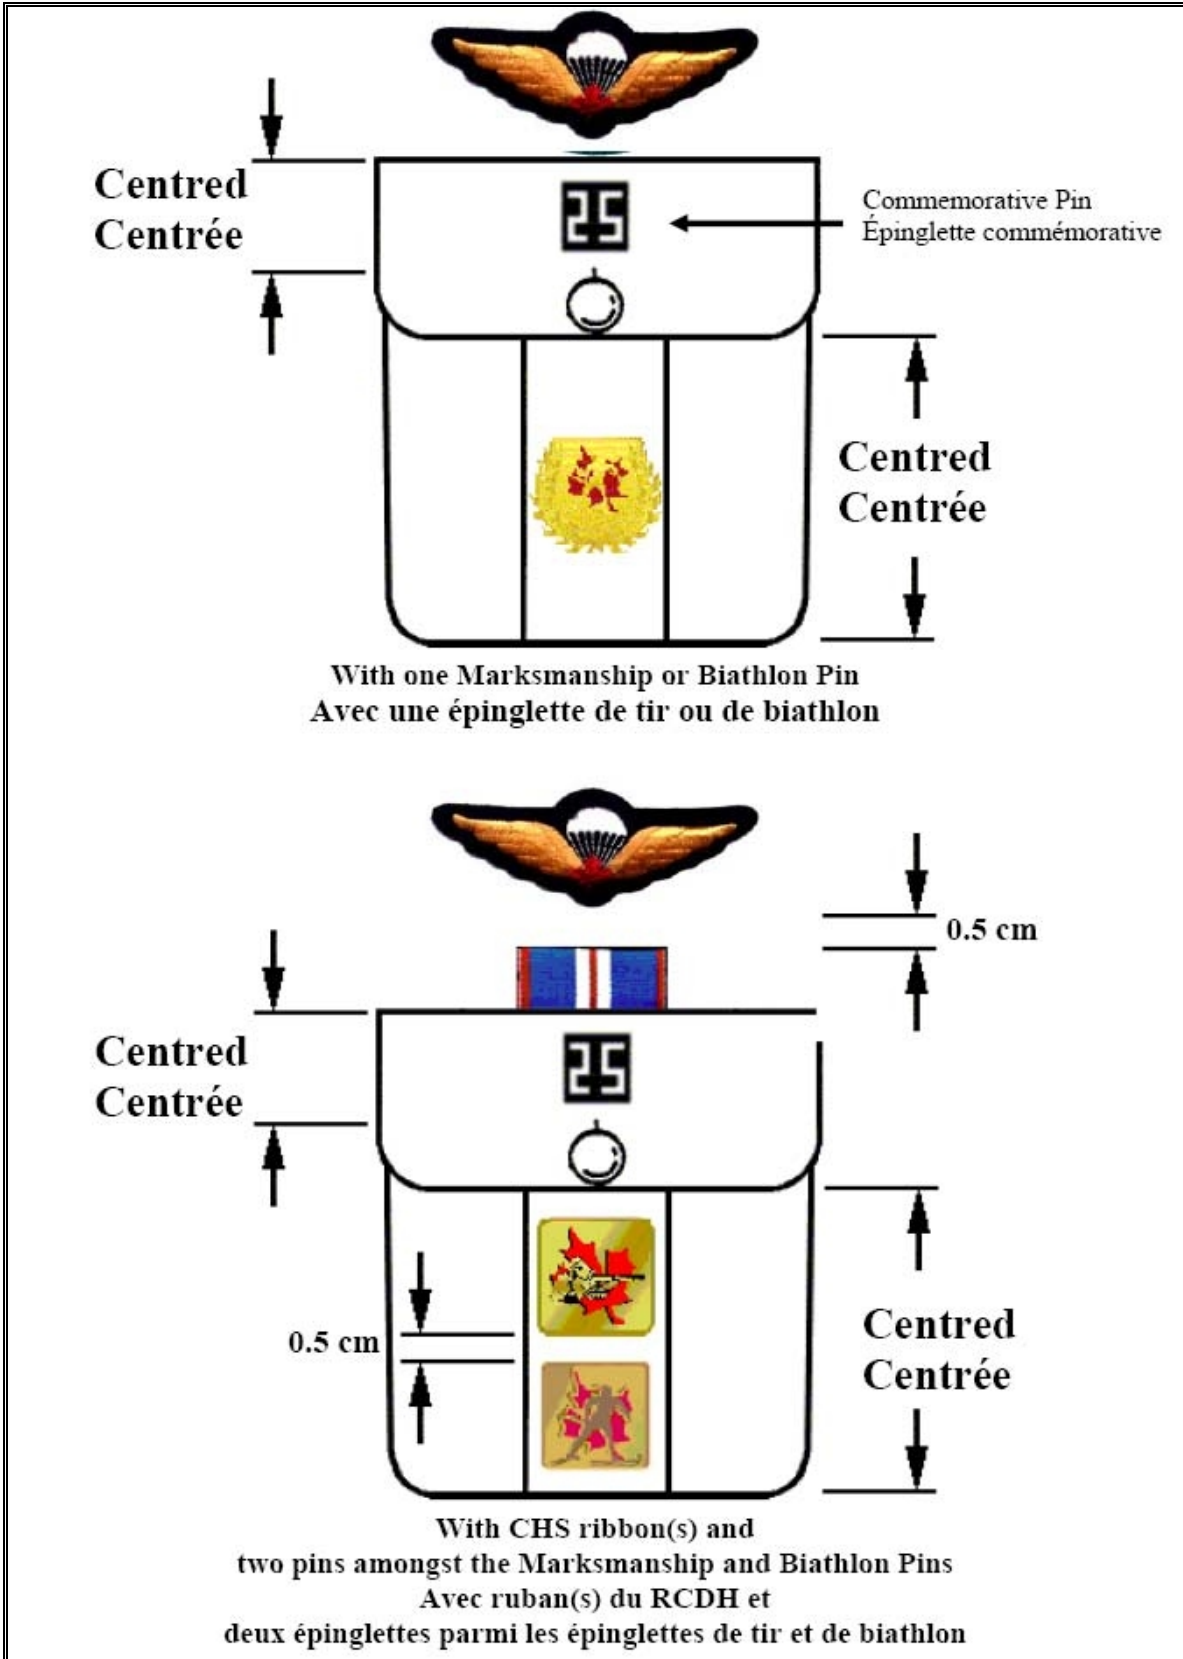 Centred
Centrée
25
Commemorative Pin
Épinglette commémorative
Centred
Centrée
With one Marksmanship or Biathlon Pin
Avec une épinglette de tir ou de biathlon
0.5 cm
Centred
Centrée
25
0.5 cm
Centred
Centrée
With CHS ribbon(s) and
two pins amongst the Marksmanship and Biathlon Pins
Avec ruban(s) du RCDH et
deux épinglettes parmi les épinglettes de tir et de biathlon